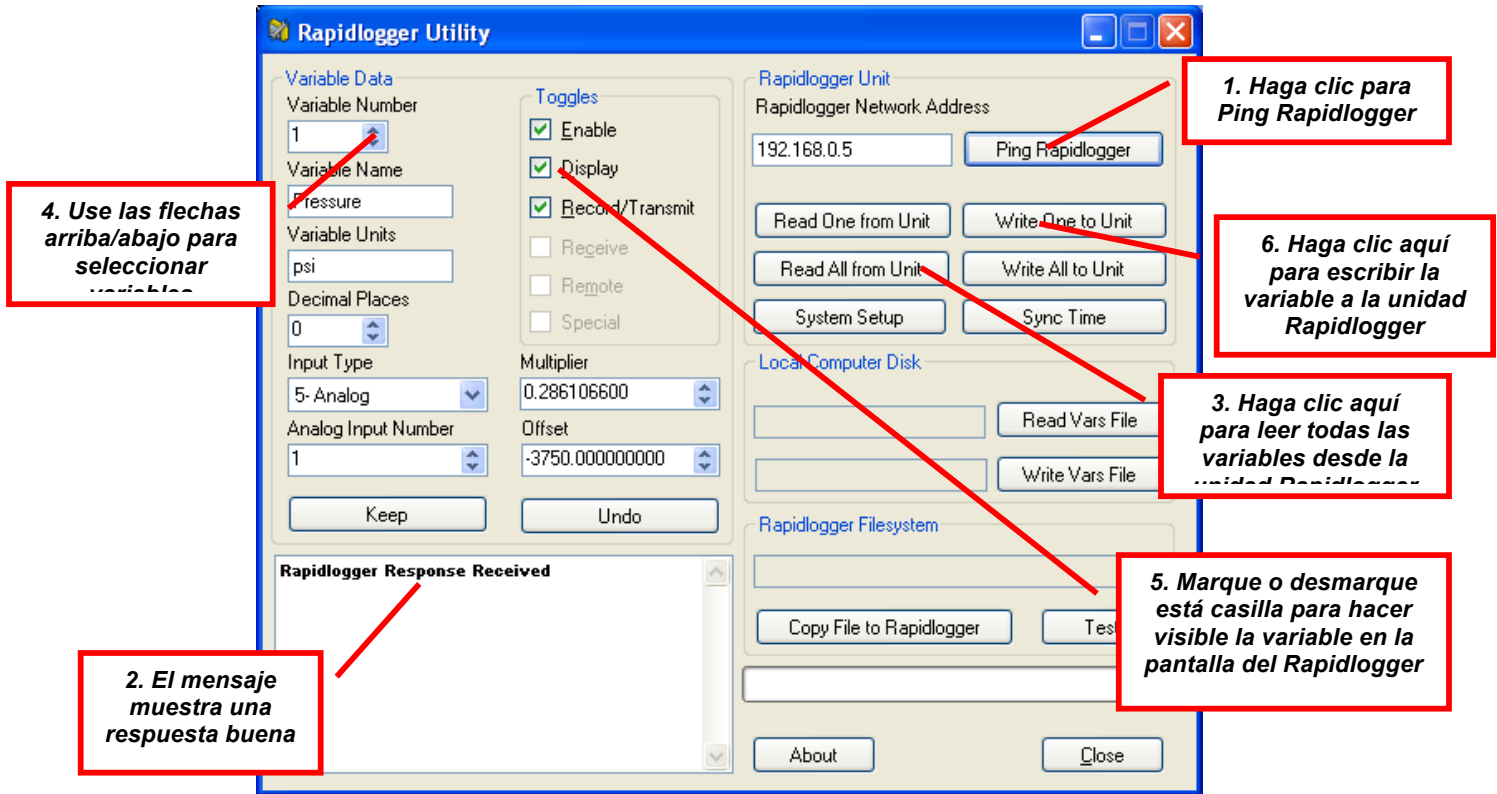 Rapidlogger Utility
1. Haga clic para
Ping Rapidlogger
4. Use las flechas
arriba/abajo para
seleccionar
variables
Variable Data
Variable Number
1
Variable Name
Pressure
Variable Units
psi
Decimal Places
0
Input Type
5- Analog
Analog Input Number
1
Toggles
Enable
Display
Record/Transmit
Receive
Remote
Special
Multiplier
0.286106600
Offset
-3750.000000000
Keep
Undo
Rapidlogger Response Received
2. El mensaje
muestra una
respuesta buena
Rapidlogger Unit
Rapidlogger Network Address
192.168.0.5
Ping Rapidlogger
Read One from Unit
Write One to Unit
Read All from Unit
Write All to Unit
System Setup
Sync Time
6. Haga clic aquí
para escribir la
variable a la unidad
Rapidlogger
Local Computer Disk
Read Vars File
Write Vars File
3. Haga clic aquí
para leer todas las
variables desde la
unidad Rapidlogger
Rapidlogger Filesystem
Copy File to Rapidlogger
Test
5. Marque o desmarque
está casilla para hacer
visible la variable en la
pantalla del Rapidlogger
About
Close